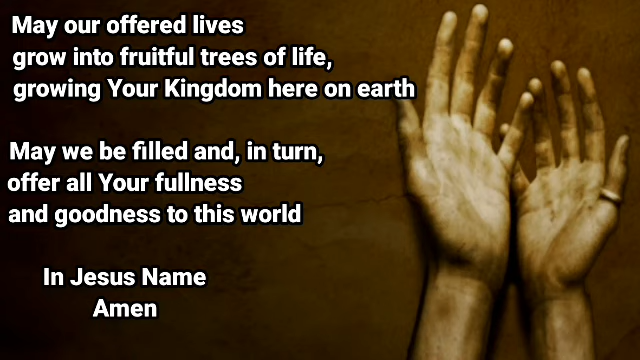 May our offered lives
grow into fruitful trees of life,
growing Your Kingdom here on earth
May we be filled and, in turn,
offer all Your fullness
and goodness to this world
In Jesus Name
Amen